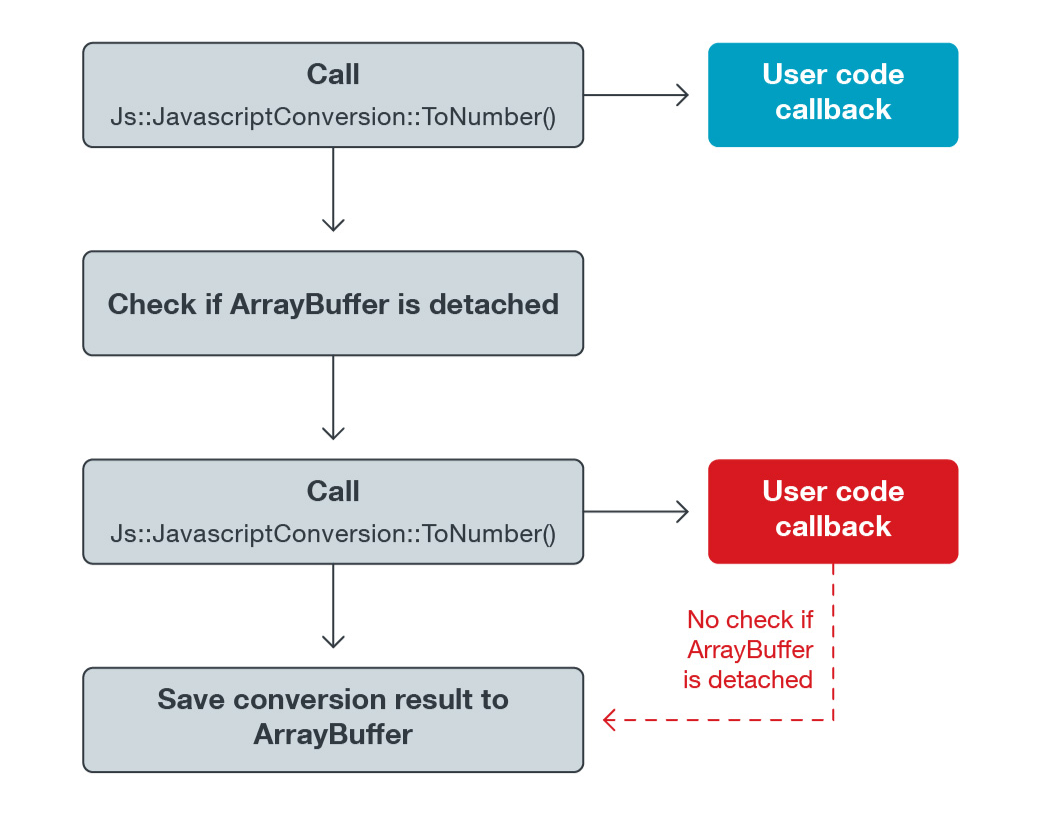 Call
Js::JavascriptConversion::ToNumber()
User code
callback
Check if ArrayBuffer is detached
Call
Js::JavascriptConversion::ToNumber()
User code
callback
No check if
ArrayBuffer
is detached
Save conversion result to
ArrayBuffer